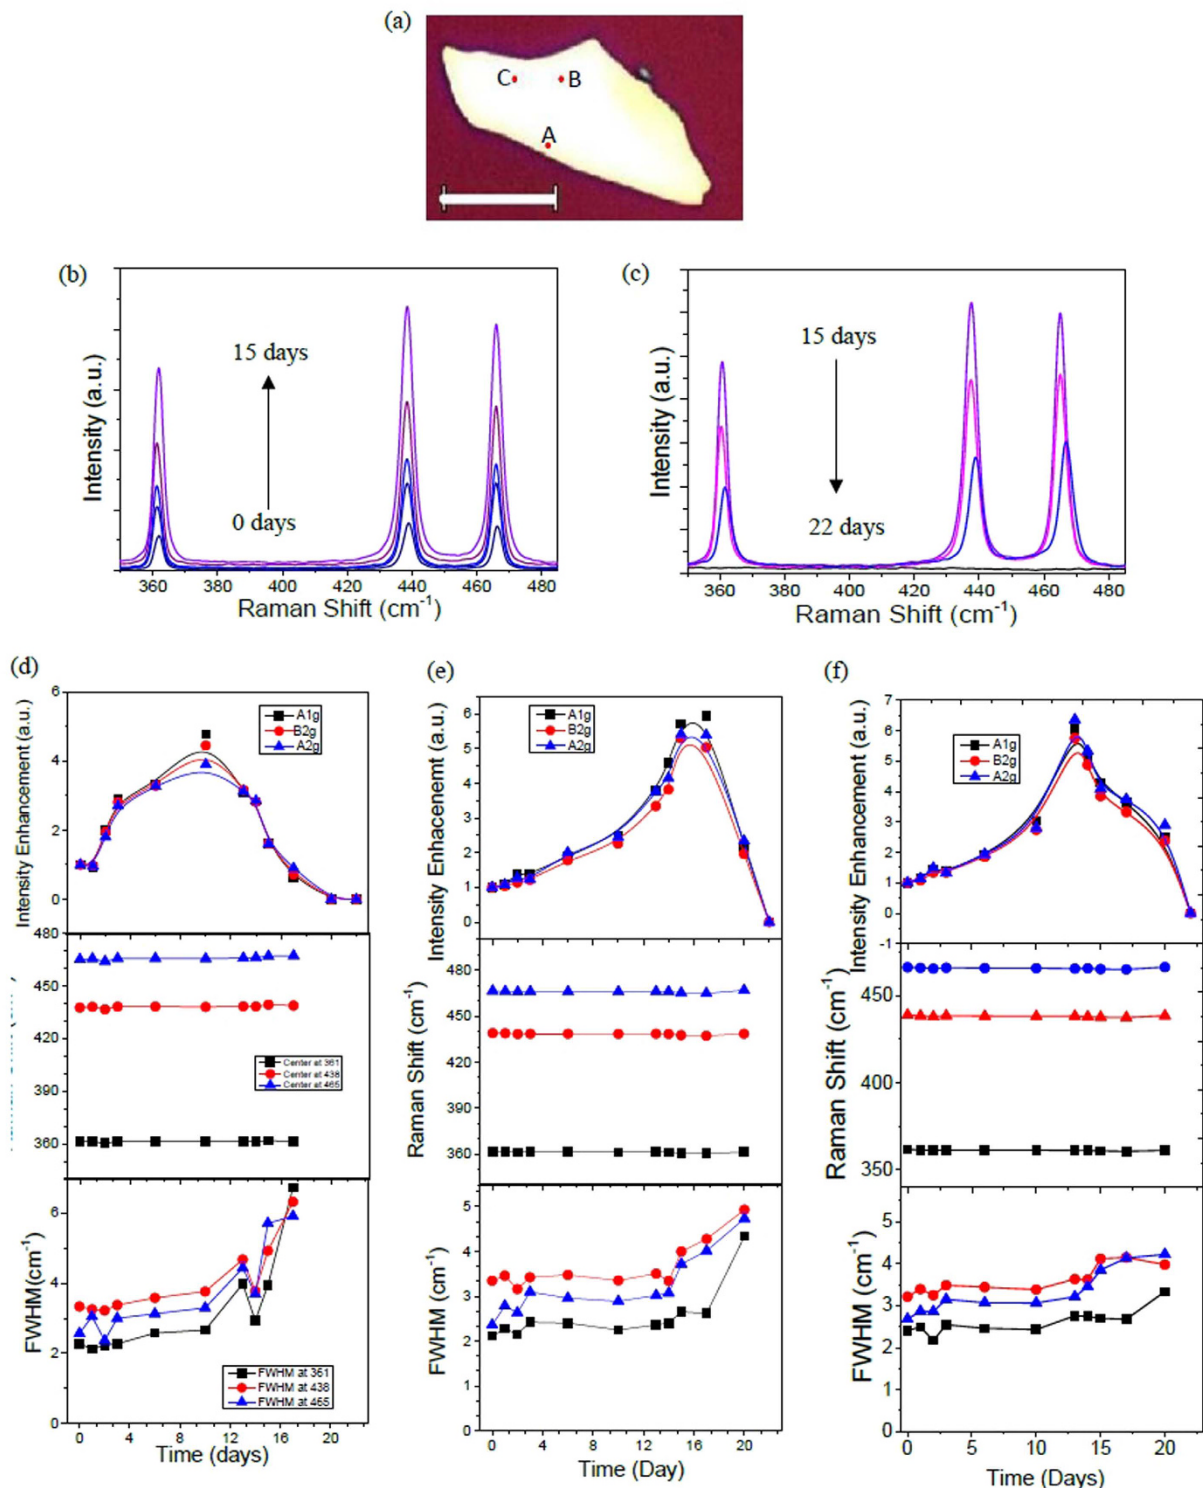 (a)
C
B
A
(b)
Intensity (a.u.)
15 days
0 days
360 380 400 420 440 460 480
Raman Shift (cm-1)
(c)
Intensity (a.u.)
15 days
22 days
360 380 400 420 440 460 480
Raman Shift (cm-1)
(d)
Intensity Enhancement (a.u.)
6
4
2
0
A1g
B2g
A2g
480
450
420
390
360
Center at 361
Center at 438
Center at 465
FWHM(cm-1)
6
4
2
0
FWHM at 361
FWHM at 438
FWHM at 465
0 4 8 12 16 20
Time (days)
(e)
Intensity Enhacenemt (a.u.)
6
5
4
3
2
1
0
A1g
B2g
A2g
Raman Shift (cm-1)
480
450
420
390
360
FWHM (cm-1)
5
4
3
2
1
0
0 4 8 12 16 20
Time (Day)
(f)
Intensity Enhancement (a.u.)
7
6
5
4
3
2
1
0
-1
A1g
B2g
A2g
Raman Shift (cm-1)
450
400
350
FWHM (cm-1)
5
4
3
2
1
0
0 5 10 15 20
Time (Days)